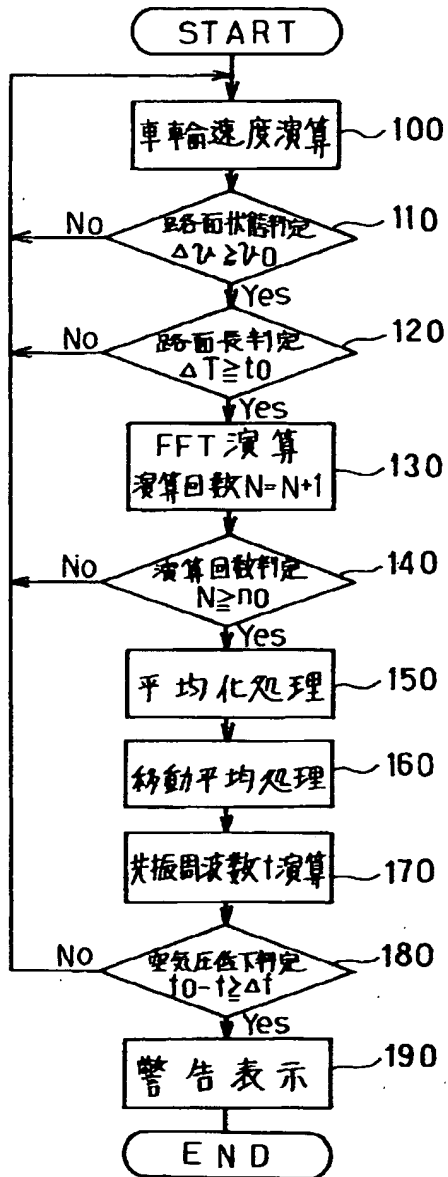 START
車輪速度演算
100
路面状態判定
Δv≧v0
110
No
Yes
路面長判定
ΔT≧t0
120
No
Yes
FFT演算
演算回数N=N+1
130
演算回数判定
N≧n0
140
No
Yes
平均化処理
150
移動平均処理
160
共振周波数f演算
170
空気圧低下判定
f0-f≧Δf
180
No
Yes
警告表示
190
END